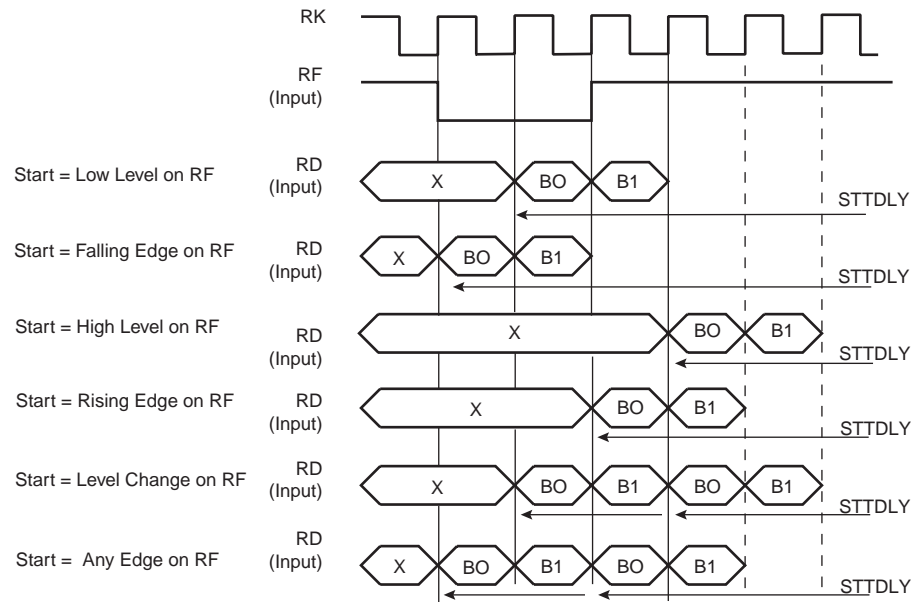 RK
RF
(Input)
Start = Low Level on RF
RD
(Input)
X
BO
B1
STTDLY
Start = Falling Edge on RF
RD
(Input)
X
BO
B1
STTDLY
Start = High Level on RF
RD
(Input)
X
BO
B1
STTDLY
Start = Rising Edge on RF
RD
(Input)
X
BO
B1
STTDLY
Start = Level Change on RF
RD
(Input)
X
BO
B1
BO
B1
STTDLY
Start =  Any Edge on RF
RD
(Input)
X
BO
B1
BO
B1
STTDLY